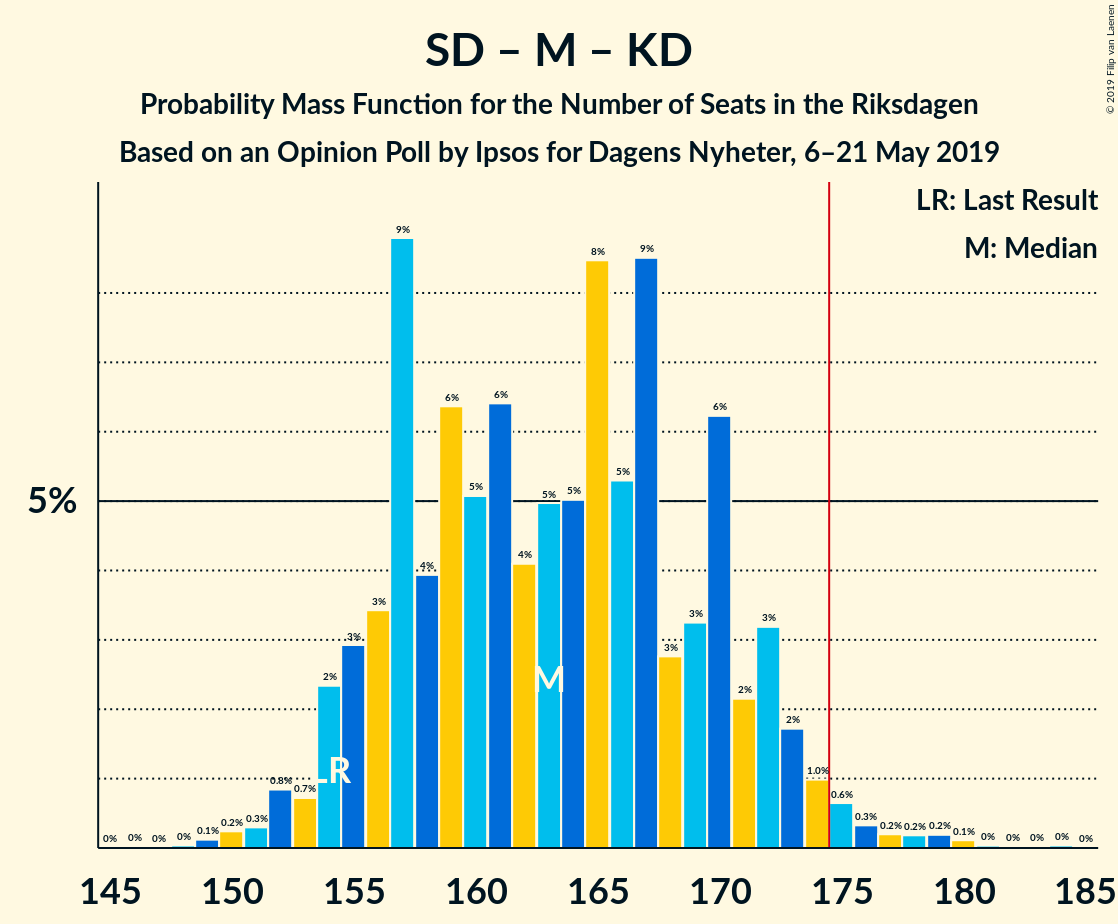 SD – M – KD
Probability Mass Function for the Number of Seats in the Riksdagen
Based on an Opinion Poll by Ipsos for Dagens Nyheter, 6–21 May 2019
© 2019 Filip van Laenen
LR: Last Result
M: Median
5%
0% 0% 0% 0% 0.1% 0.2% 0.3% 0.8% 0.7% 2% 3% 3% 9% 4% 6% 5% 6% 4% 5% 5% 8% 5% 9% 3% 3% 6% 2% 3% 2% 1.0% 0.6% 0.3% 0.2% 0.2% 0.2% 0.1% 0% 0% 0% 0% 0%
M
LR
145 150 155 160 165 170 175 180 185